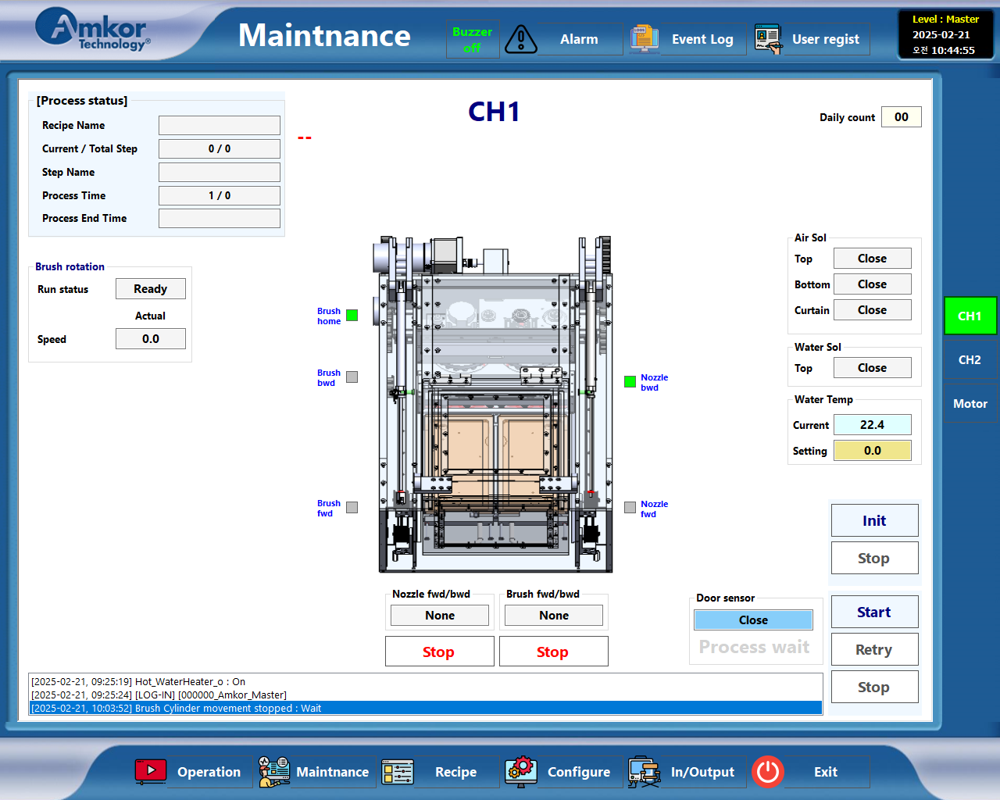 Amkor
Technology®
Maintnance
Buzzer
off
Alarm
LOGS
Event Log
User regist
Level : Master
2025-02-21
오전 10:44:55
[Process status]
Recipe Name
Current / Total Step
0 / 0
Step Name
Process Time
1 / 0
Process End Time
--
CH1
Daily count
00
Brush rotation
Run status
Ready
Actual
Speed
0.0
Brush
home
Brush
bwd
Brush
fwd
Nozzle
bwd
Nozzle
fwd
Air Sol
Top
Close
Bottom
Close
Curtain
Close
Water Sol
Top
Close
Water Temp
Current
22.4
Setting
0.0
CH1
CH2
Motor
Init
Stop
Start
Retry
Stop
Nozzle fwd/bwd
None
Stop
Brush fwd/bwd
None
Stop
Door sensor
Close
Process wait
[2025-02-21, 09:25:19] Hot_WaterHeater_o : On
[2025-02-21, 09:25:24] [LOG-IN] [000000_Amkor_Master]
[2025-02-21, 10:03:52] Brush Cylinder movement stopped : Wait
Operation
Maintnance
Recipe
Configure
In/Output
Exit